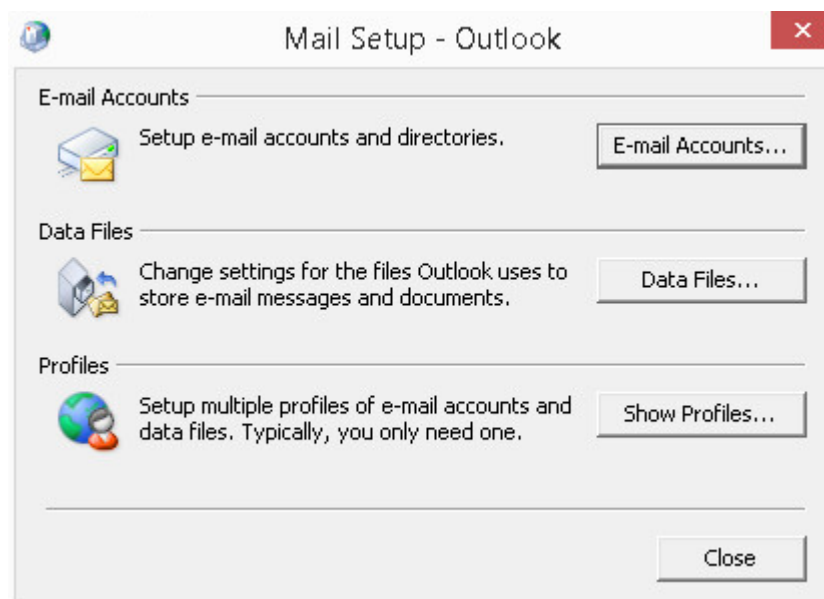 Mail Setup - Outlook
E-mail Accounts
Setup e-mail accounts and directories.
E-mail Accounts...
Data Files
Change settings for the files Outlook uses to
store e-mail messages and documents.
Data Files...
Profiles
Setup multiple profiles of e-mail accounts and
data files. Typically, you only need one.
Show Profiles...
Close